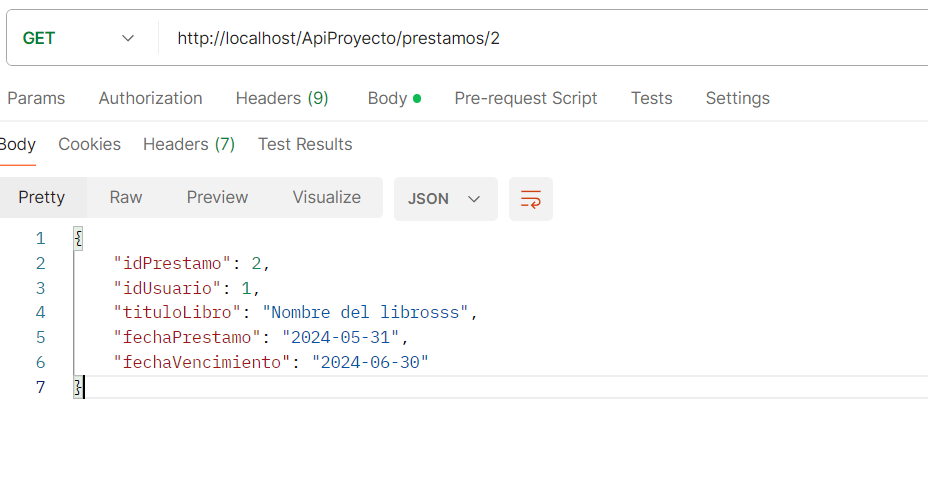 GET http://localhost/ApiProyecto/prestamos/2
Params Authorization Headers (9) Body Pre-request Script Tests Settings
Body Cookies Headers (7) Test Results
Pretty Raw Preview Visualize JSON
1 {
2 "idPrestamo": 2,
3 "idUsuario": 1,
4 "tituloLibro": "Nombre del librosss",
5 "fechaPrestamo": "2024-05-31",
6 "fechaVencimiento": "2024-06-30"
7 }